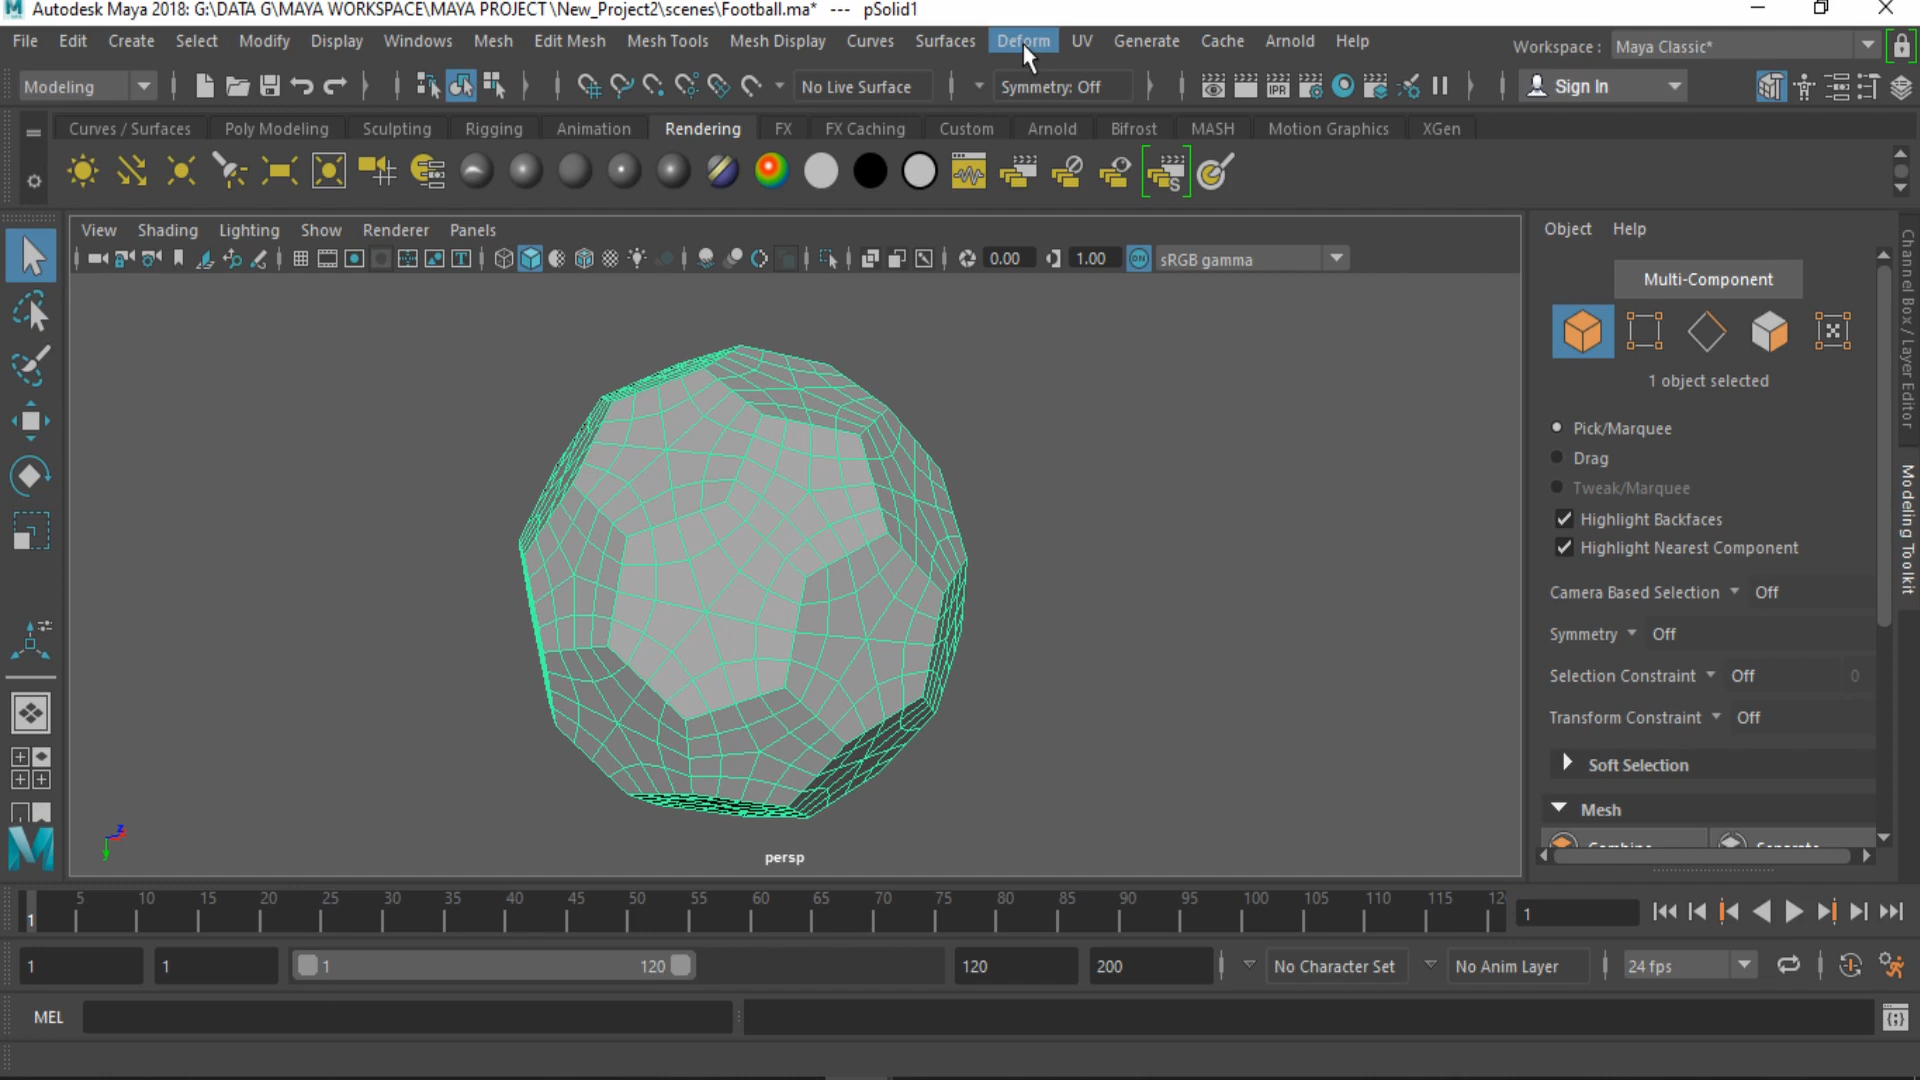 Autodesk Maya 2018: G:\DATA G\MAYA WORKSPACE\MAYA PROJECT \New_Project2\scenes\Football.ma* --- pSolid1
File Edit Create Select Modify Display Windows Mesh Edit Mesh Mesh Tools Mesh Display Curves Surfaces Deform UV Generate Cache Arnold Help Workspace : Maya Classic*
Modeling No Live Surface Symmetry: Off IPR Sign In
Curves / Surfaces Poly Modeling Sculpting Rigging Animation Rendering FX FX Caching Custom Arnold Bifrost MASH Motion Graphics XGen
S
View Shading Lighting Show Renderer Panels
0.00 1.00 ON sRGB gamma
Object Help
Multi-Component
1 object selected
Pick/Marquee
Drag
Tweak/Marquee
Highlight Backfaces
Highlight Nearest Component
Camera Based Selection Off
Symmetry Off
Selection Constraint Off 0
Transform Constraint Off
Soft Selection
Mesh
Channel Box / Layer Editor
Modeling Toolkit
z
y
persp
M
5 10 15 20 25 30 35 40 45 50 55 60 65 70 75 80 85 90 95 100 105 110 115 12
1 1
1 1 1 120 120 200 No Character Set No Anim Layer 24 fps
MEL